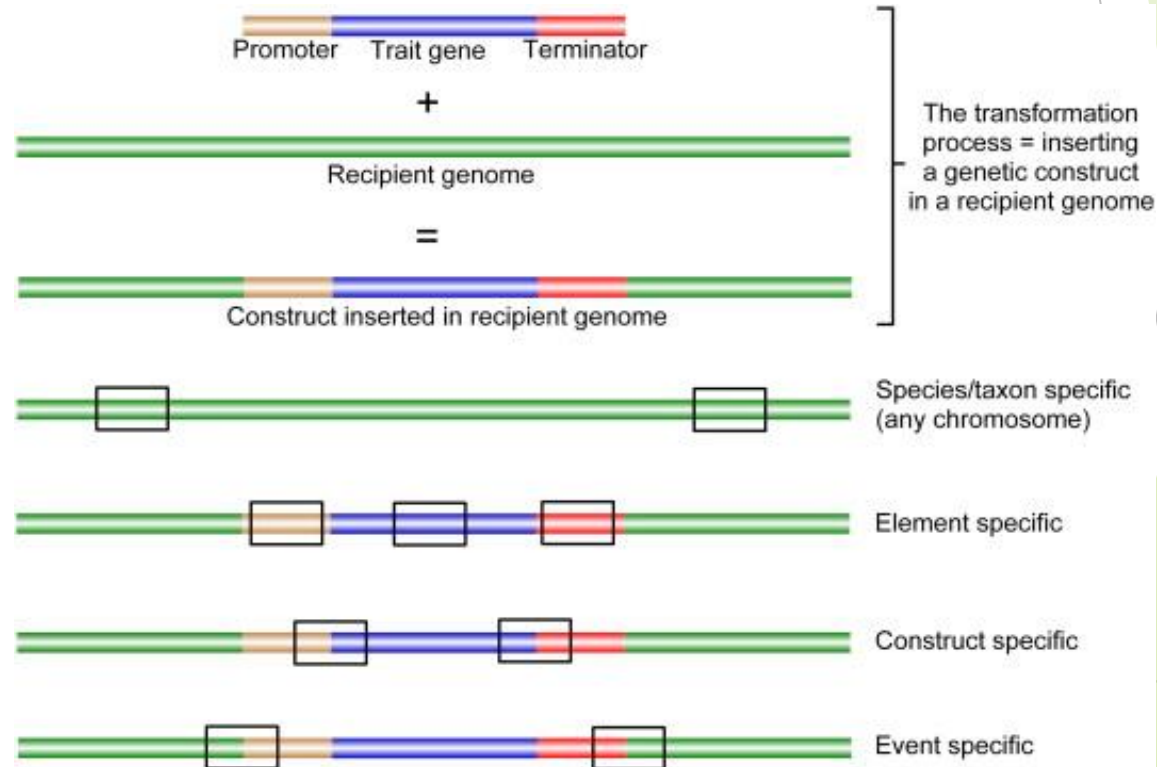 Promoter Trait gene Terminator
+
Recipient genome
=
Construct inserted in recipient genome
The transformation
process = inserting
a genetic construct
in a recipient genome
Species/taxon specific
(any chromosome)
Element specific
Construct specific
Event specific